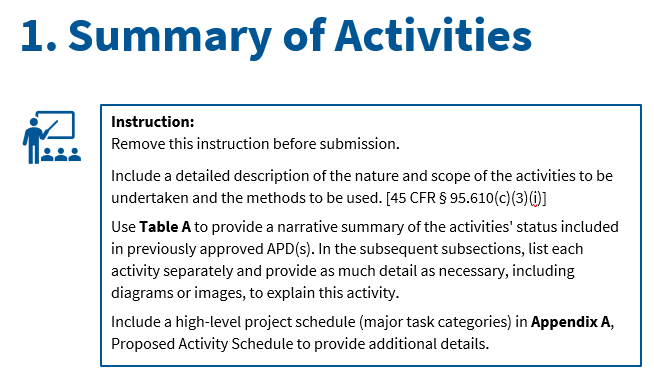 1. Summary of Activities
Instruction:
Remove this instruction before submission.
Include a detailed description of the nature and scope of the activities to be
undertaken and the methods to be used. [45 CFR § 95.610(c)(3)(i)]
Use Table A to provide a narrative summary of the activities' status included
in previously approved APD(s). In the subsequent subsections, list each
activity separately and provide as much detail as necessary, including
diagrams or images, to explain this activity.
Include a high-level project schedule (major task categories) in Appendix A,
Proposed Activity Schedule to provide additional details.